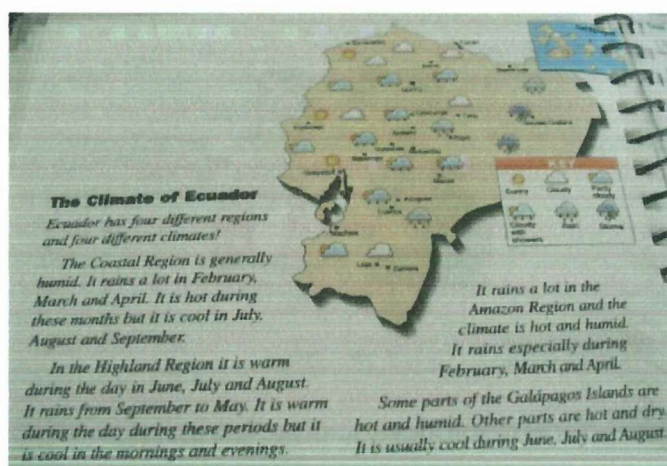 KEY
Sunny
Cloudy
Partly cloudy
Cloudy with showers
Rain
Storms
The Climate of Ecuador
Ecuador has four different regions
and four different climates!
The Coastal Region is generally
humid. It rains a lot in February,
March and April. It is hot during
these months but it is cool in July,
August and September.
In the Highland Region it is warm
during the day in June, July and August.
It rains from September to May. It is warm
during the day during these periods but it
is cool in the mornings and evenings.
It rains a lot in the
Amazon Region and the
climate is hot and humid.
It rains especially during
February, March and April.
Some parts of the Galápagos Islands are
hot and humid. Other parts are hot and dry.
It is usually cool during June, July and August.